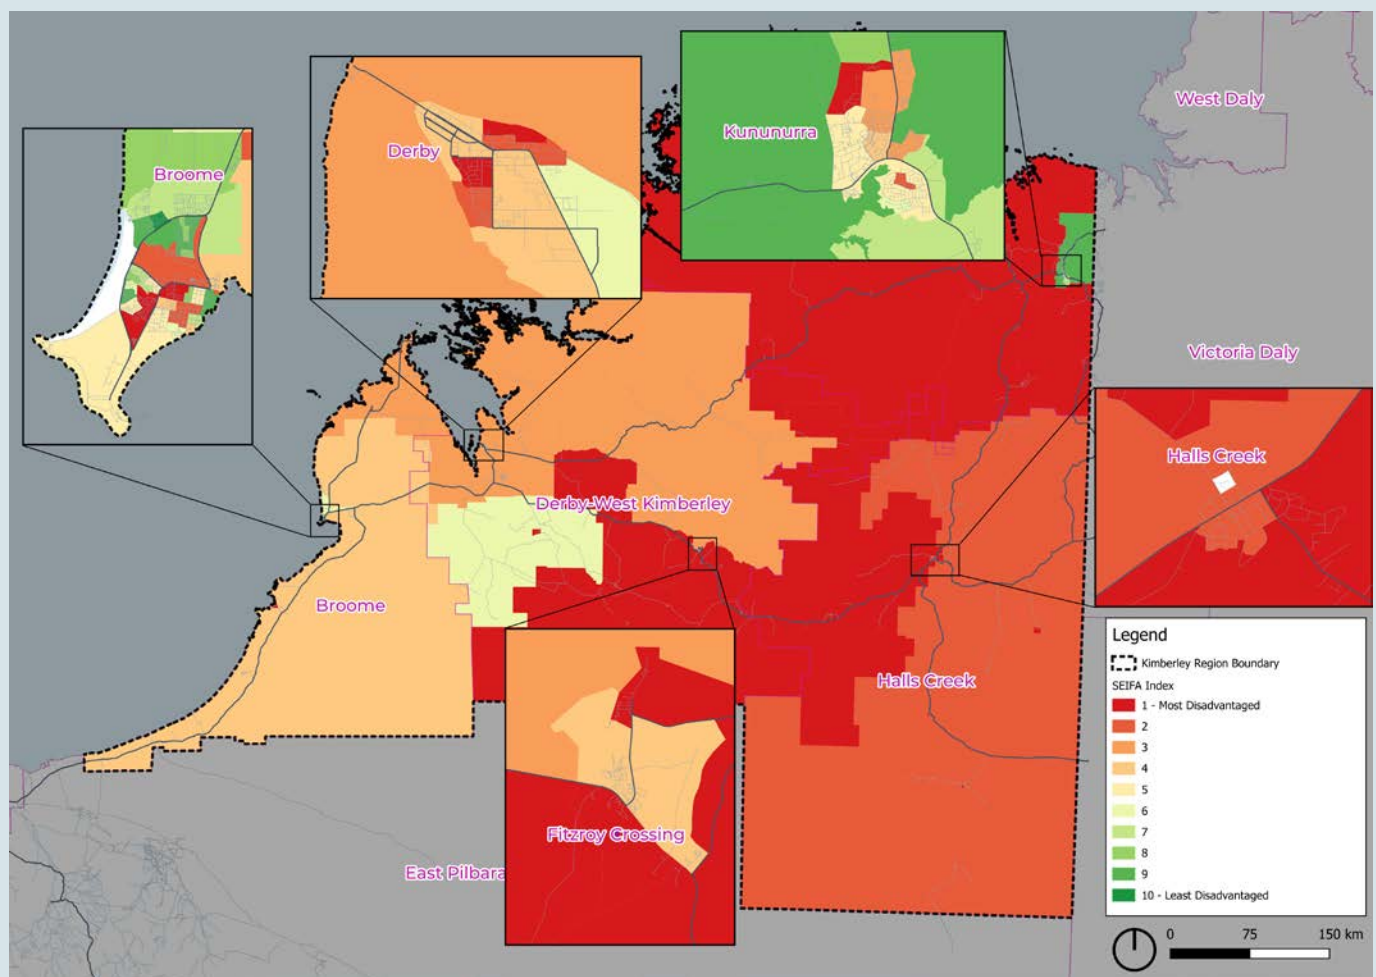 West Daly
Kununurra
Derby
Broome
Victoria Daly
Halls Creek
Derby-West Kimberley
Broome
Halls Creek
Fitzroy Crossing
East Pilbara
Legend
Kimberley Region Boundary
SEIFA Index
1 - Most Disadvantaged
2
3
4
5
6
7
8
9
10 - Least Disadvantaged
0 75 150 km